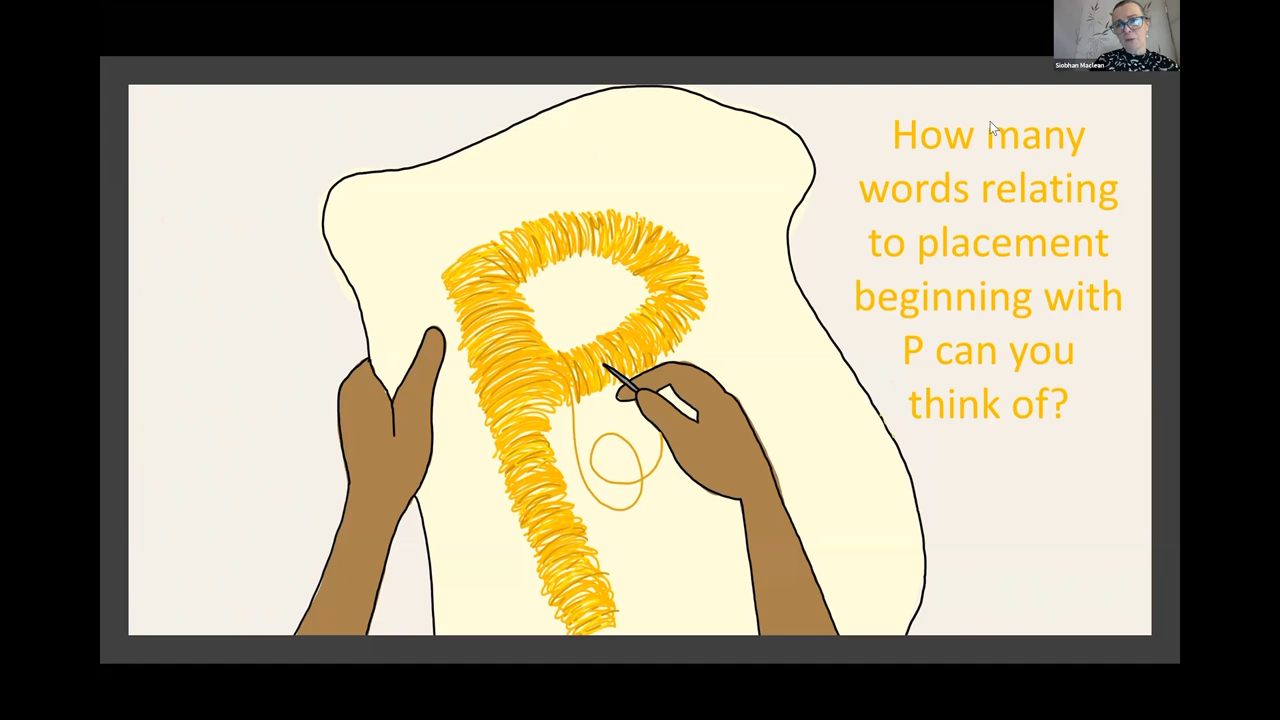 Siobhan Maclean
How many
words relating
to placement
beginning with
P can you
think of?
P